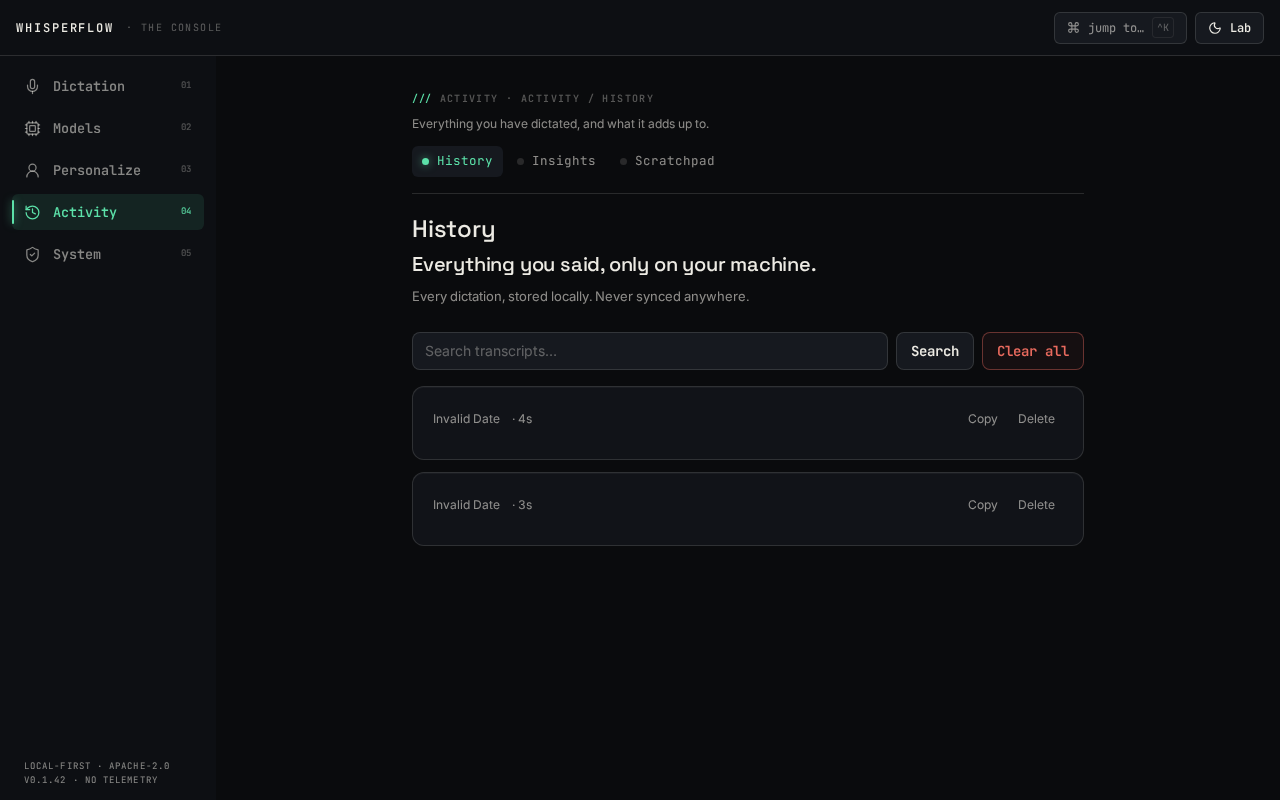 WHISPERFLOW · THE CONSOLE
⌘ jump to… ^K
Lab
Dictation 01
Models 02
Personalize 03
Activity 04
System 05
/// ACTIVITY · ACTIVITY / HISTORY
Everything you have dictated, and what it adds up to.
History Insights Scratchpad
History
Everything you said, only on your machine.
Every dictation, stored locally. Never synced anywhere.
Search transcripts... Search Clear all
Invalid Date · 4s Copy Delete
Invalid Date · 3s Copy Delete
LOCAL-FIRST · APACHE-2.0
V0.1.42 · NO TELEMETRY